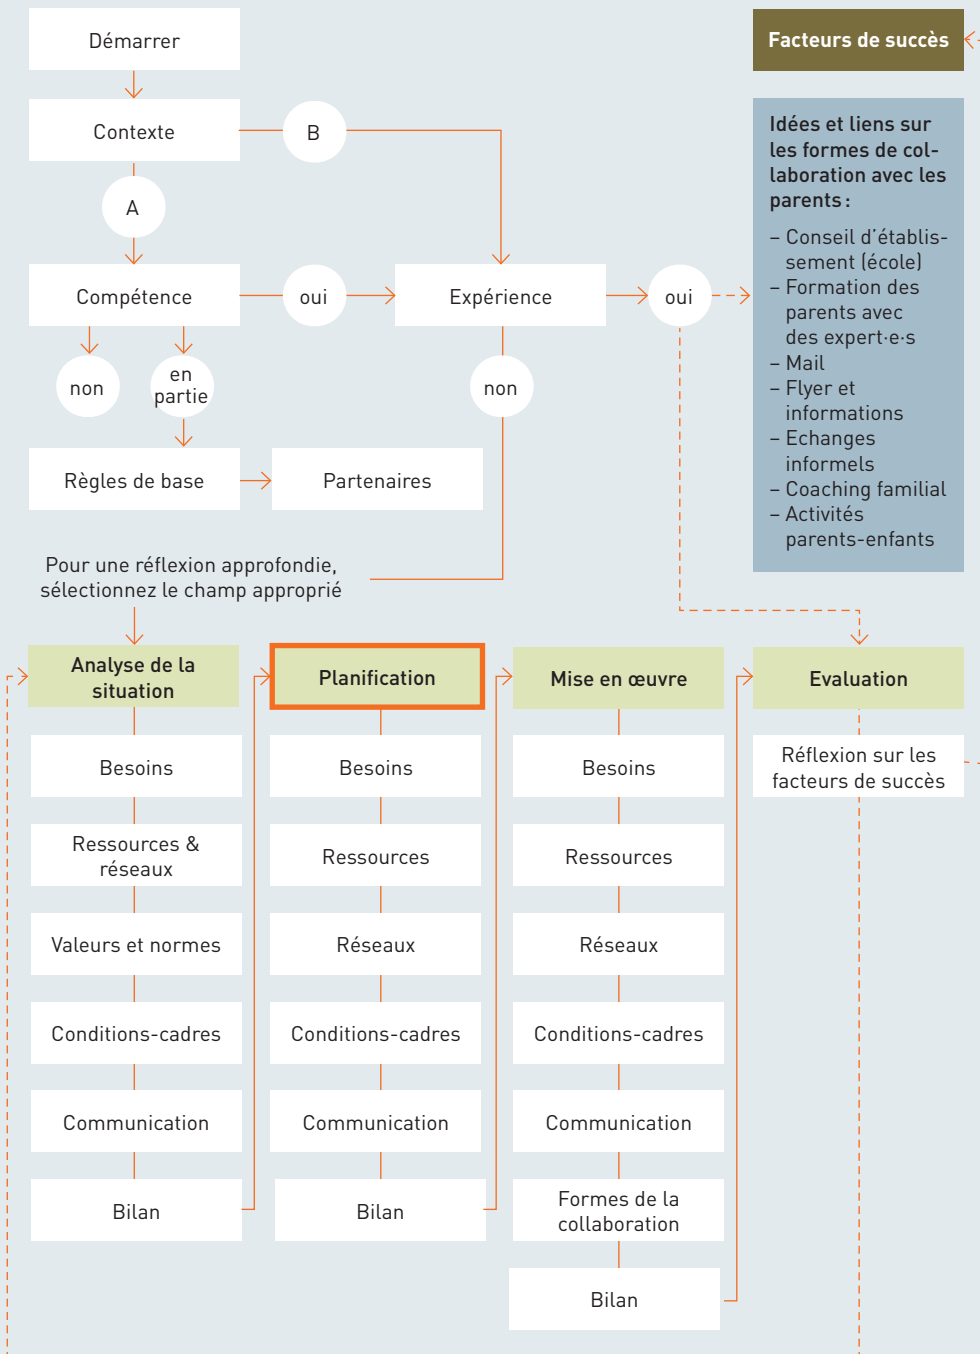 Démarrer
Facteurs de succès
Contexte
B
A
Idées et liens sur
les formes de col-
laboration avec les
parents :
– Conseil d'établis-
sement (école)
– Formation des
parents avec
des expert·e·s
– Mail
– Flyer et
informations
– Echanges
informels
– Coaching familial
– Activités
parents-enfants
Compétence
oui
Expérience
oui
non
en
partie
non
Règles de base
Partenaires
Pour une réflexion approfondie,
sélectionnez le champ approprié
Analyse de la
situation
Besoins
Ressources &
réseaux
Valeurs et normes
Conditions-cadres
Communication
Bilan
Planification
Besoins
Ressources
Réseaux
Conditions-cadres
Communication
Bilan
Mise en œuvre
Besoins
Ressources
Réseaux
Conditions-cadres
Communication
Formes de la
collaboration
Bilan
Evaluation
Réflexion sur les
facteurs de succès